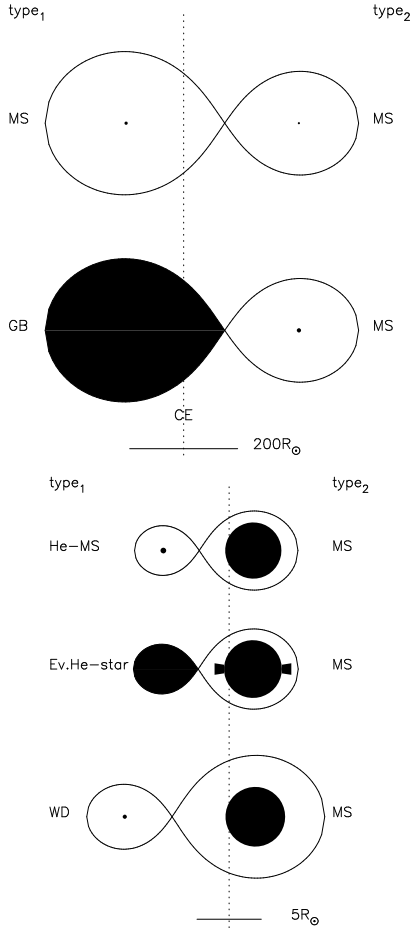 type₁ type₂
MS MS
GB MS
CE
200R☉
type₁ type₂
He-MS MS
Ev.He-star MS
WD MS
5R☉